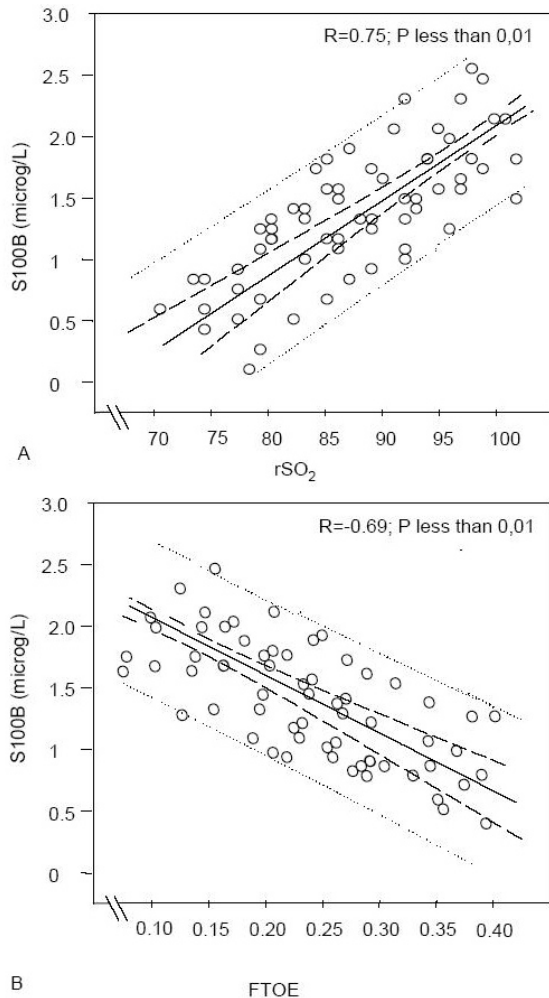 R=0.75; P less than 0,01
3.0
2.5
2.0
1.5
1.0
0.5
0
S100B (microg/L)
70 75 80 85 90 95 100
A
rSO₂
R=-0.69; P less than 0,01
3.0
2.5
2.0
1.5
1
0.5
0
S100B (microg/L)
0.10 0.15 0.20 0.25 0.30 0.35 0.40
B
FTOE